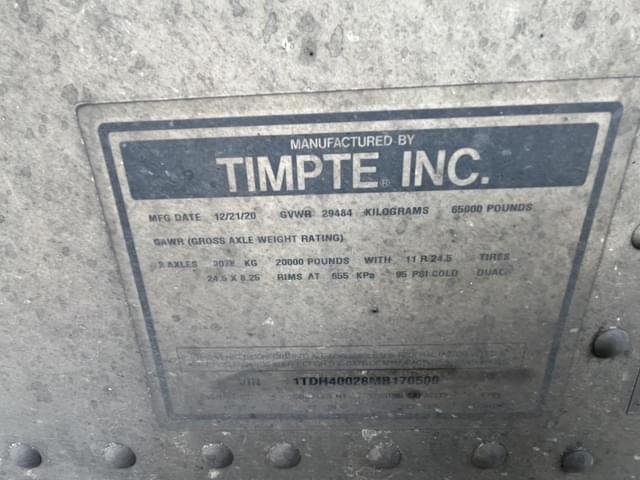 MANUFACTURED BY
TIMPTE® INC.
MFG DATE 12/21/20 GVWR 29484 KILOGRAMS 65000 POUNDS
GAWR (GROSS AXLE WEIGHT RATING)
2 AXLES KG 20000 POUNDS WITH 11 R 24.5 TIRES
24.5 X 8.25 RIMS AT 655 KPa 95 PSI COLD DUAL
VIN 1TDH40028MB170500